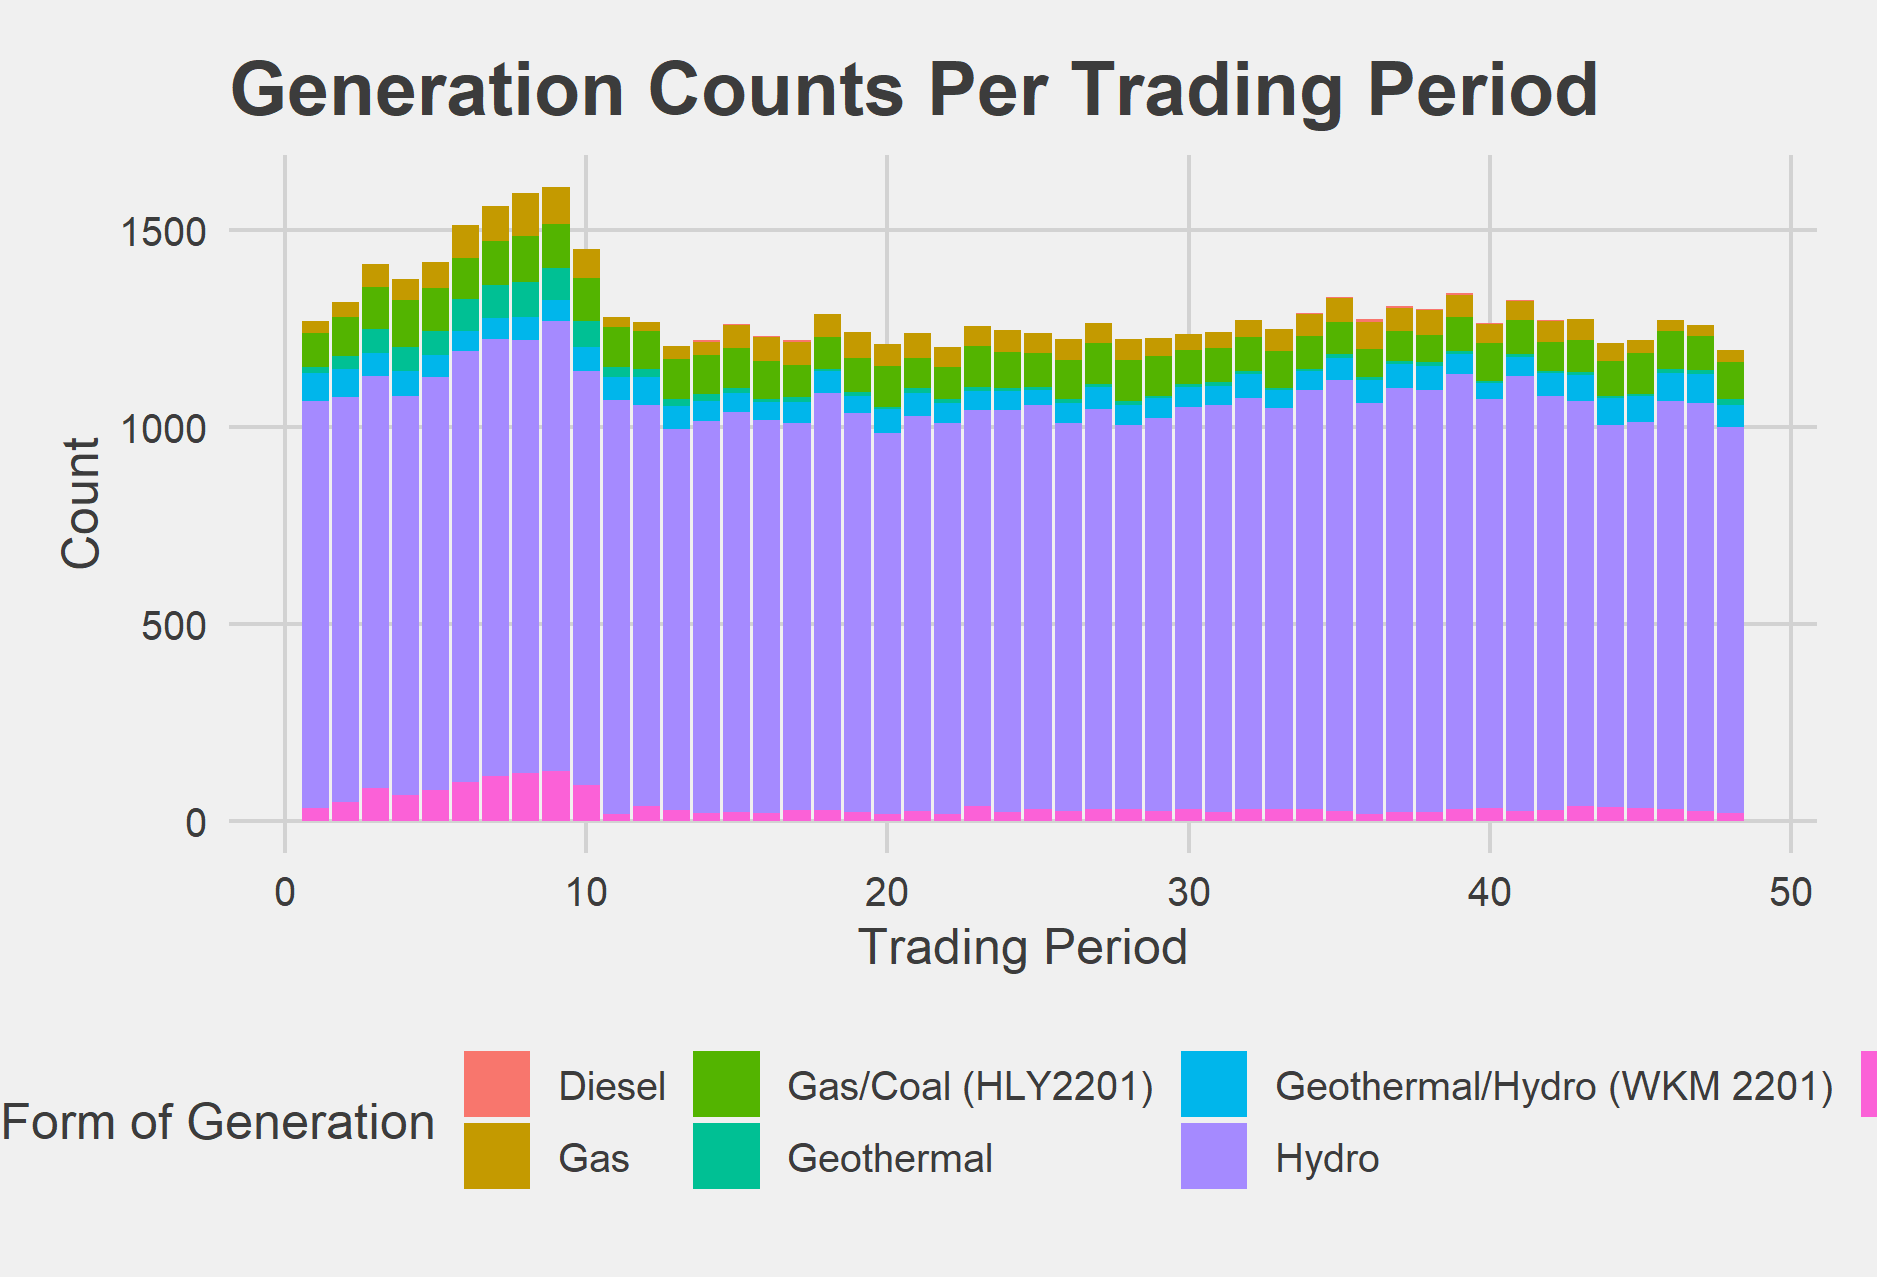 Generation Counts Per Trading Period
1500
1000
500
0
Count
0 10 20 30 40 50
Trading Period
Form of Generation
Diesel
Gas/Coal (HLY2201)
Geothermal/Hydro (WKM 2201)
Gas
Geothermal
Hydro